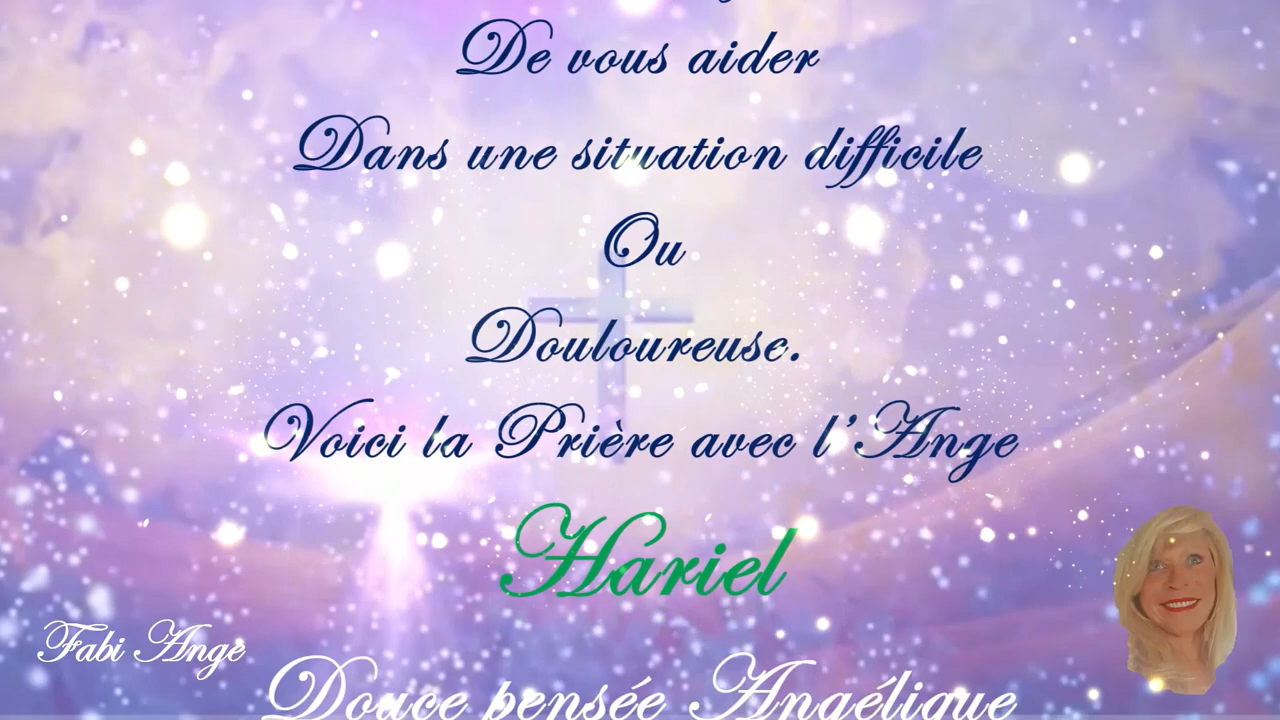 De vous aider
Dans une situation difficile
Ou
Douloureuse.
Voici la Prière avec l'Ange
Hariel
Fabi Ange
Douce pensée Angélique